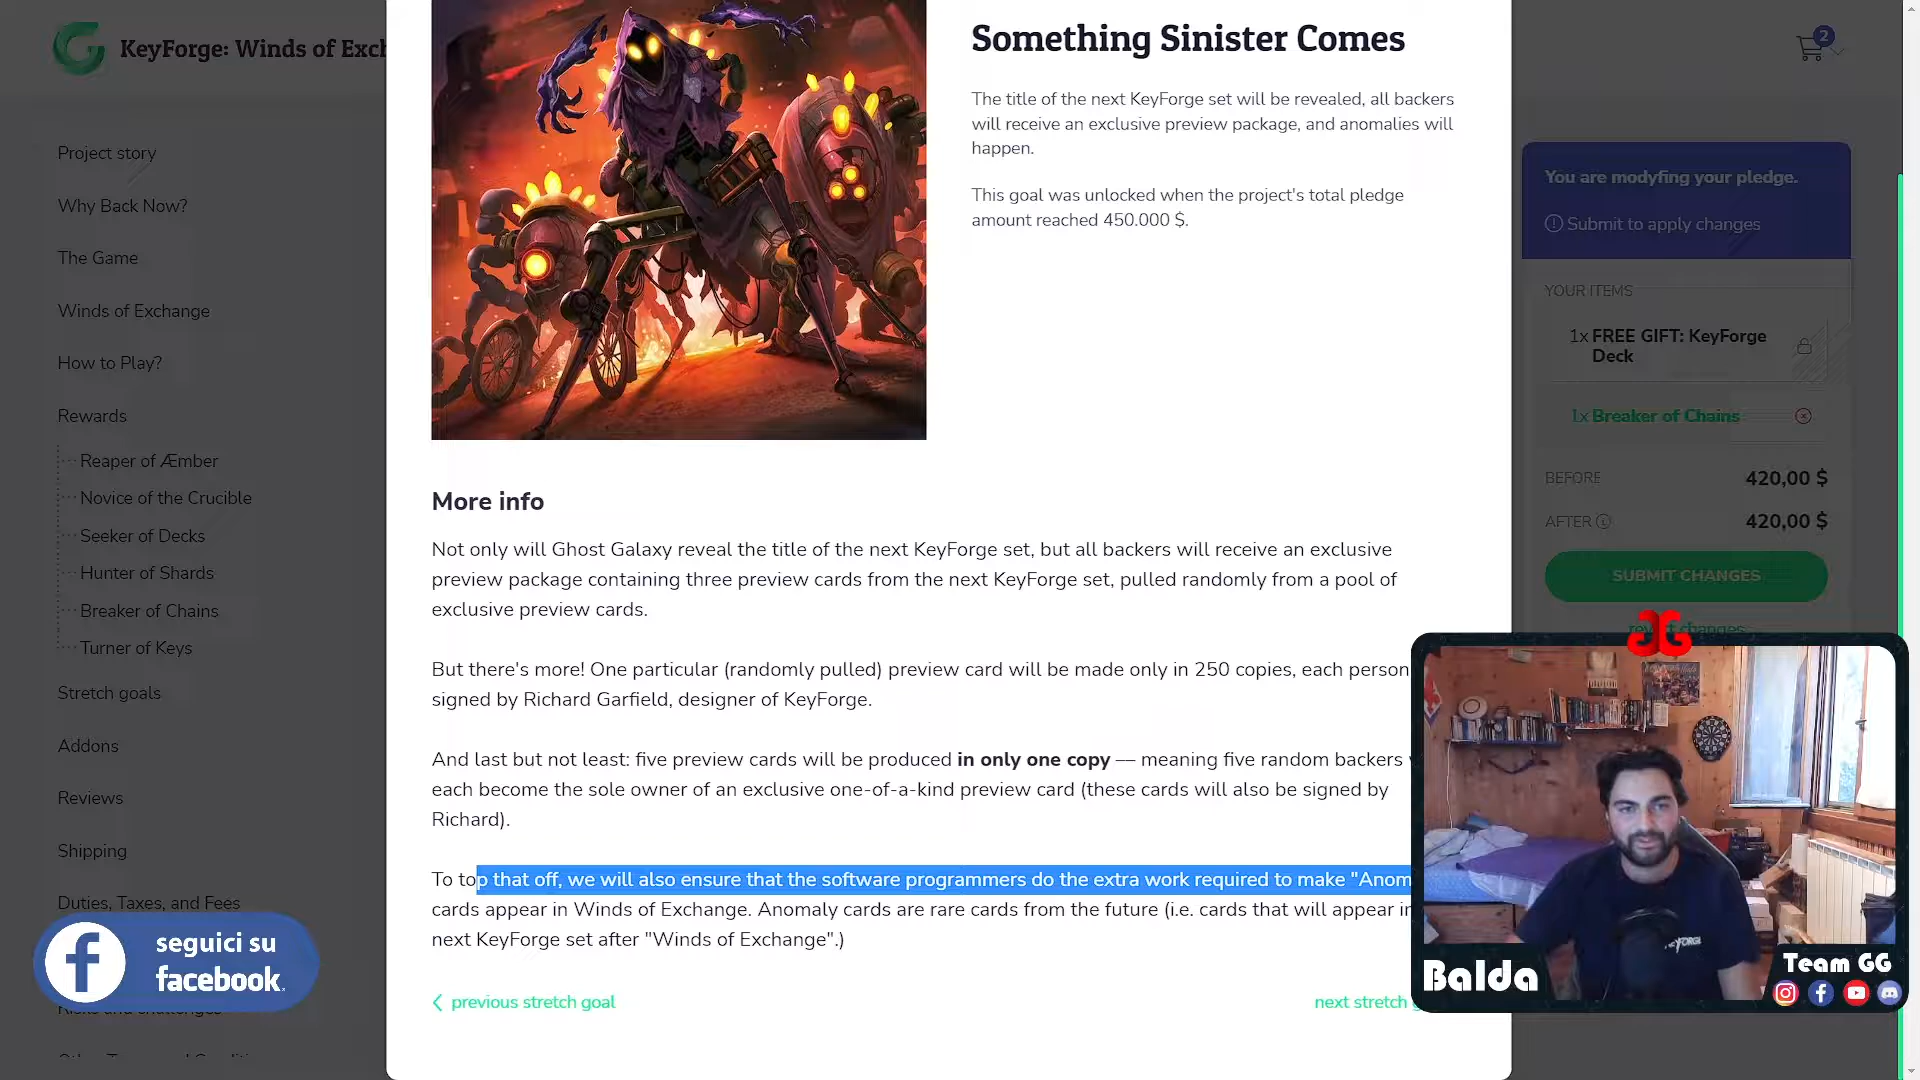 KeyForge: Winds of Exch
2
Project story
Why Back Now?
The Game
Winds of Exchange
How to Play?
Rewards
Reaper of Æmber
Novice of the Crucible
Seeker of Decks
Hunter of Shards
Breaker of Chains
Turner of Keys
Stretch goals
Addons
Reviews
Shipping
Duties, Taxes, and Fees
seguici su
facebook.
Something Sinister Comes
The title of the next KeyForge set will be revealed, all backers
will receive an exclusive preview package, and anomalies will
happen.
This goal was unlocked when the project's total pledge
amount reached 450.000 $.
More info
Not only will Ghost Galaxy reveal the title of the next KeyForge set, but all backers will receive an exclusive
preview package containing three preview cards from the next KeyForge set, pulled randomly from a pool of
exclusive preview cards.
But there's more! One particular (randomly pulled) preview card will be made only in 250 copies, each person
signed by Richard Garfield, designer of KeyForge.
And last but not least: five preview cards will be produced in only one copy — meaning five random backers
each become the sole owner of an exclusive one-of-a-kind preview card (these cards will also be signed by
Richard).
To top that off, we will also ensure that the software programmers do the extra work required to make "Anom
cards appear in Winds of Exchange. Anomaly cards are rare cards from the future (i.e. cards that will appear in
next KeyForge set after "Winds of Exchange".)
previous stretch goal
next stretch
You are modyfing your pledge.
Submit to apply changes
YOUR ITEMS
1x FREE GIFT: KeyForge
Deck
1x Breaker of Chains
BEFORE 420,00 $
AFTER 420,00 $
SUBMIT CHANGES
changes
Balda
Team GG